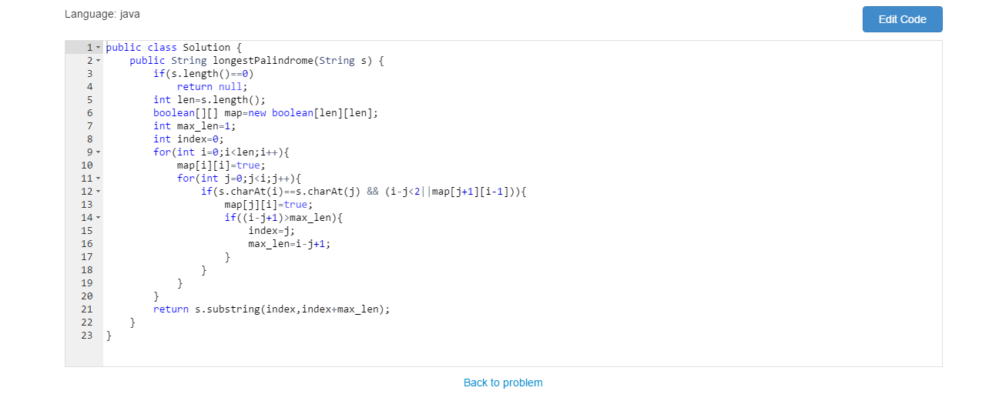 Language: java
Edit Code
1 public class Solution {
2     public String longestPalindrome(String s) {
3         if(s.length()==0)
4             return null;
5         int len=s.length();
6         boolean[][] map=new boolean[len][len];
7         int max_len=1;
8         int index=0;
9         for(int i=0;i<len;i++){
10             map[i][i]=true;
11             for(int j=0;j<i;j++){
12                 if(s.charAt(i)==s.charAt(j) && (i-j<2||map[j+1][i-1])){
13                     map[j][i]=true;
14                     if((i-j+1)>max_len){
15                         index=j;
16                         max_len=i-j+1;
17                     }
18                 }
19             }
20         }
21         return s.substring(index,index+max_len);
22     }
23 }
Back to problem